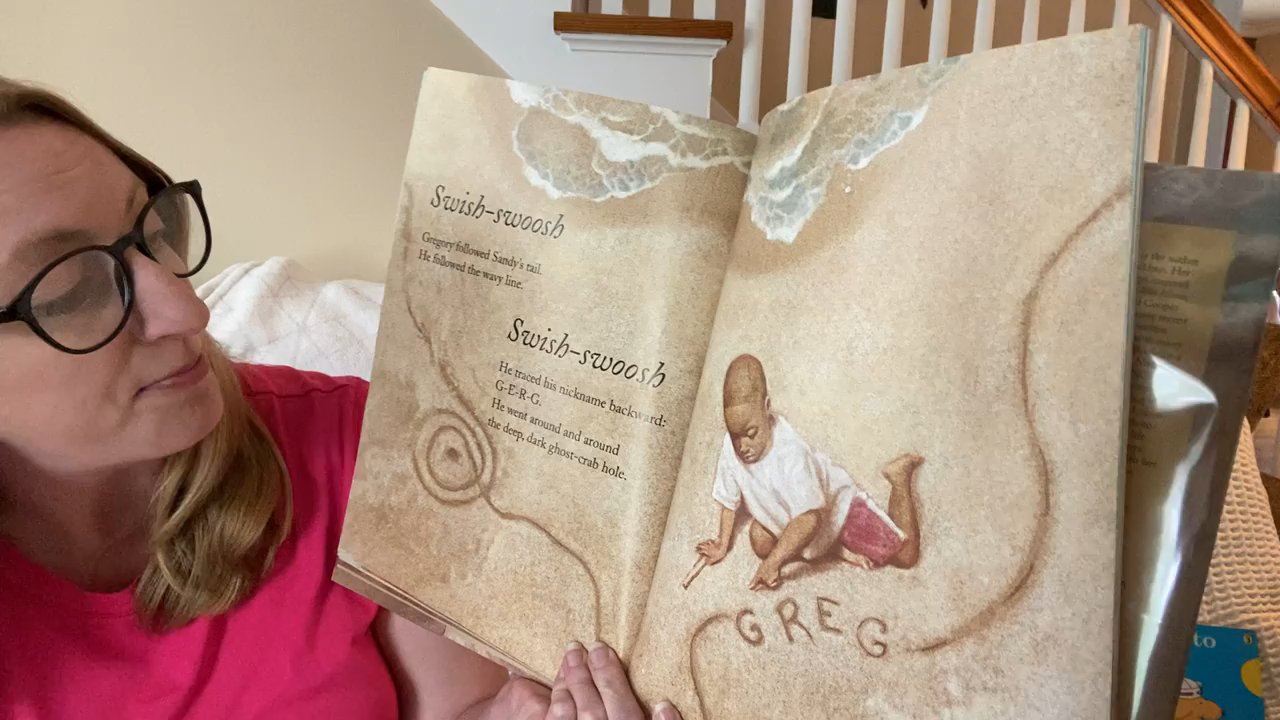 Swish-swoosh
Gregory followed Sandy's tail.
He followed the wavy line.
Swish-swoosh
He traced his nickname backward:
G-E-R-G.
He went around and around
the deep, dark ghost-crab hole.
GREG
to